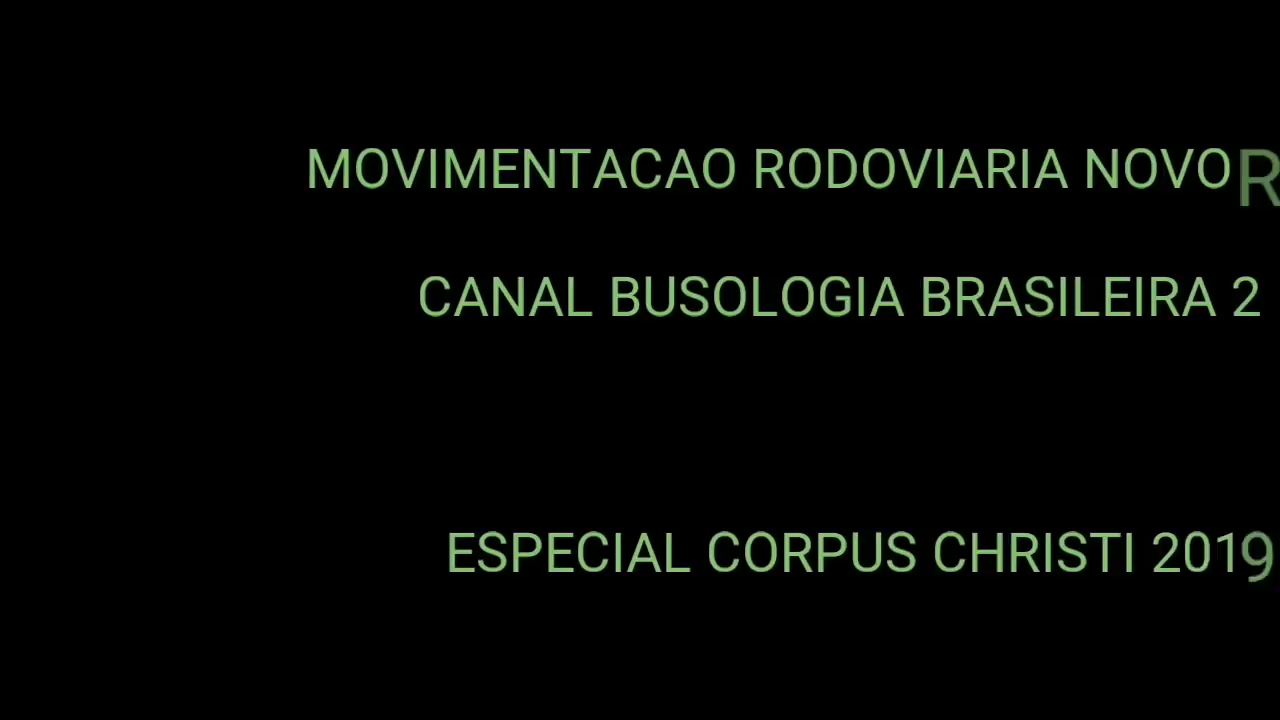 MOVIMENTACAO RODOVIARIA NOVO R
CANAL BUSOLOGIA BRASILEIRA 2
ESPECIAL CORPUS CHRISTI 2019